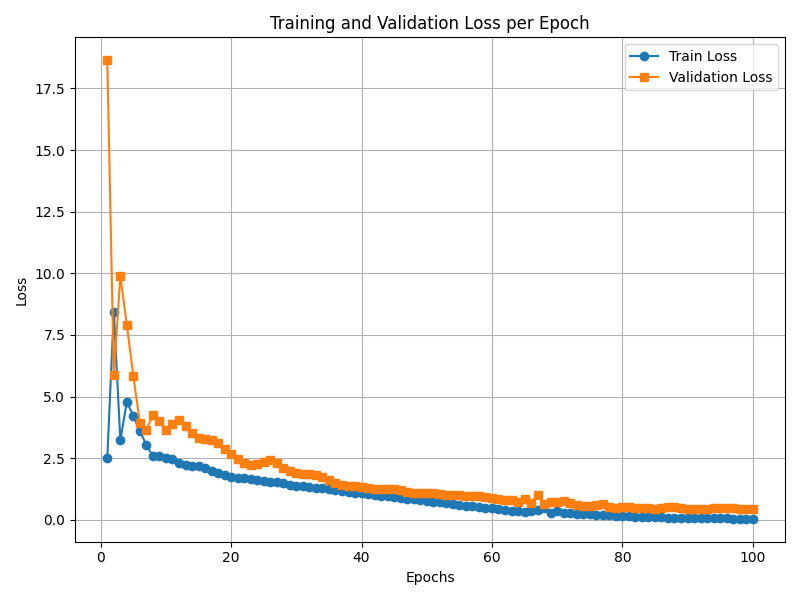 Training and Validation Loss per Epoch
Train Loss
Validation Loss
17.5
15.0
12.5
10.0
7.5
5.0
2.5
0.0
Loss
0 20 40 60 80 100
Epochs